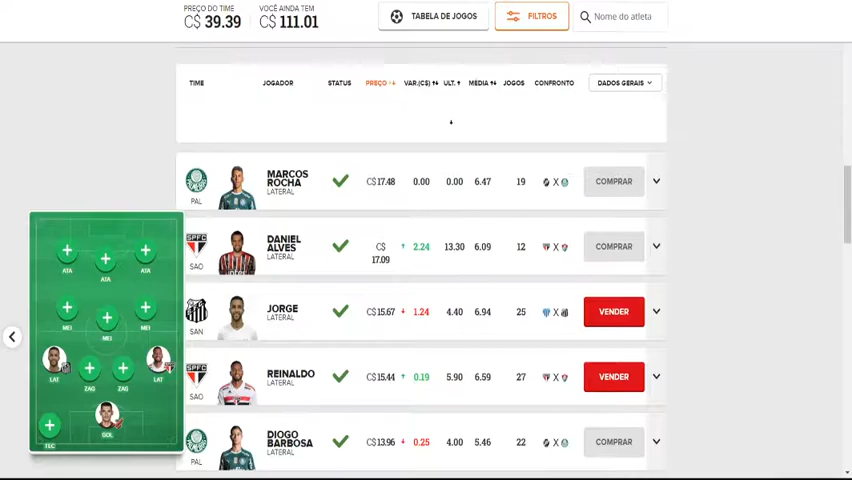 PREÇO DO TIME
C$ 39.39
VOCÊ AINDA TEM
C$ 111.01
TABELA DE JOGOS
FILTROS
Nome do atleta
TIME JOGADOR STATUS PREÇO VAR.(C$) ULT. MÉDIA JOGOS CONFRONTO DADOS GERAIS
PAL
MARCOS ROCHA
LATERAL
C$ 17.48 0.00 0.00 6.47 19 X COMPRAR
SPFC
SAO
DANIEL ALVES
LATERAL
C$ 17.09 2.24 13.30 6.09 12 X COMPRAR
SAN
JORGE
LATERAL
C$ 15.67 1.24 4.40 6.94 25 X VENDER
SPFC
SAO
REINALDO
LATERAL
C$ 15.44 0.19 5.90 6.59 27 X VENDER
PAL
DIOGO BARBOSA
LATERAL
C$ 13.96 0.25 4.00 5.46 22 X COMPRAR
ATA ATA ATA
MEI MEI MEI
LAT ZAG ZAG LAT
TEC GOL